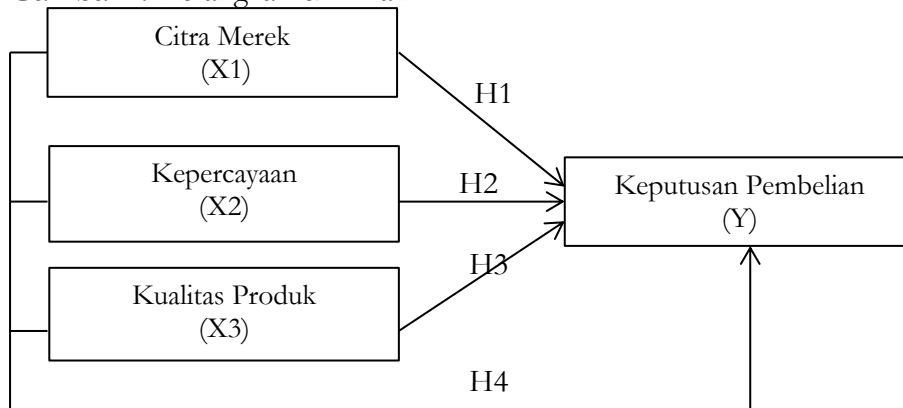 Citra Merek
(X1)
H1
Kepercayaan
(X2)
H2
Keputusan Pembelian
(Y)
H3
Kualitas Produk
(X3)
H4